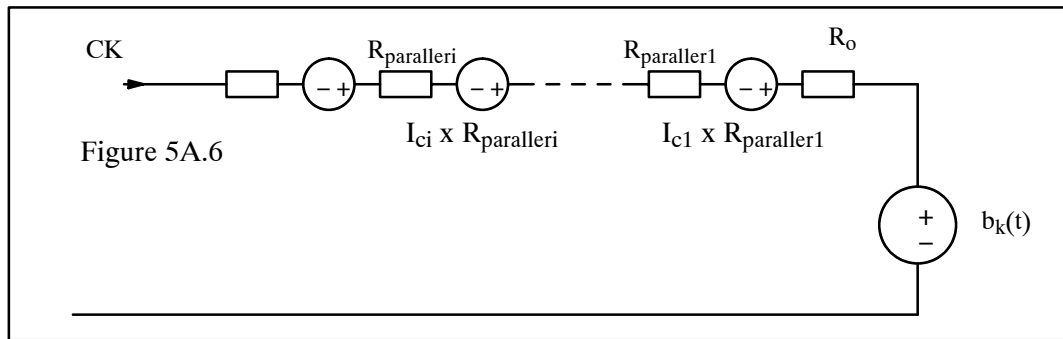 CK
R_paralleri
R_paraller1
R_o
- +
- +
- +
I_ci x R_paralleri
I_c1 x R_paraller1
Figure 5A.6
+
-
b_k(t)